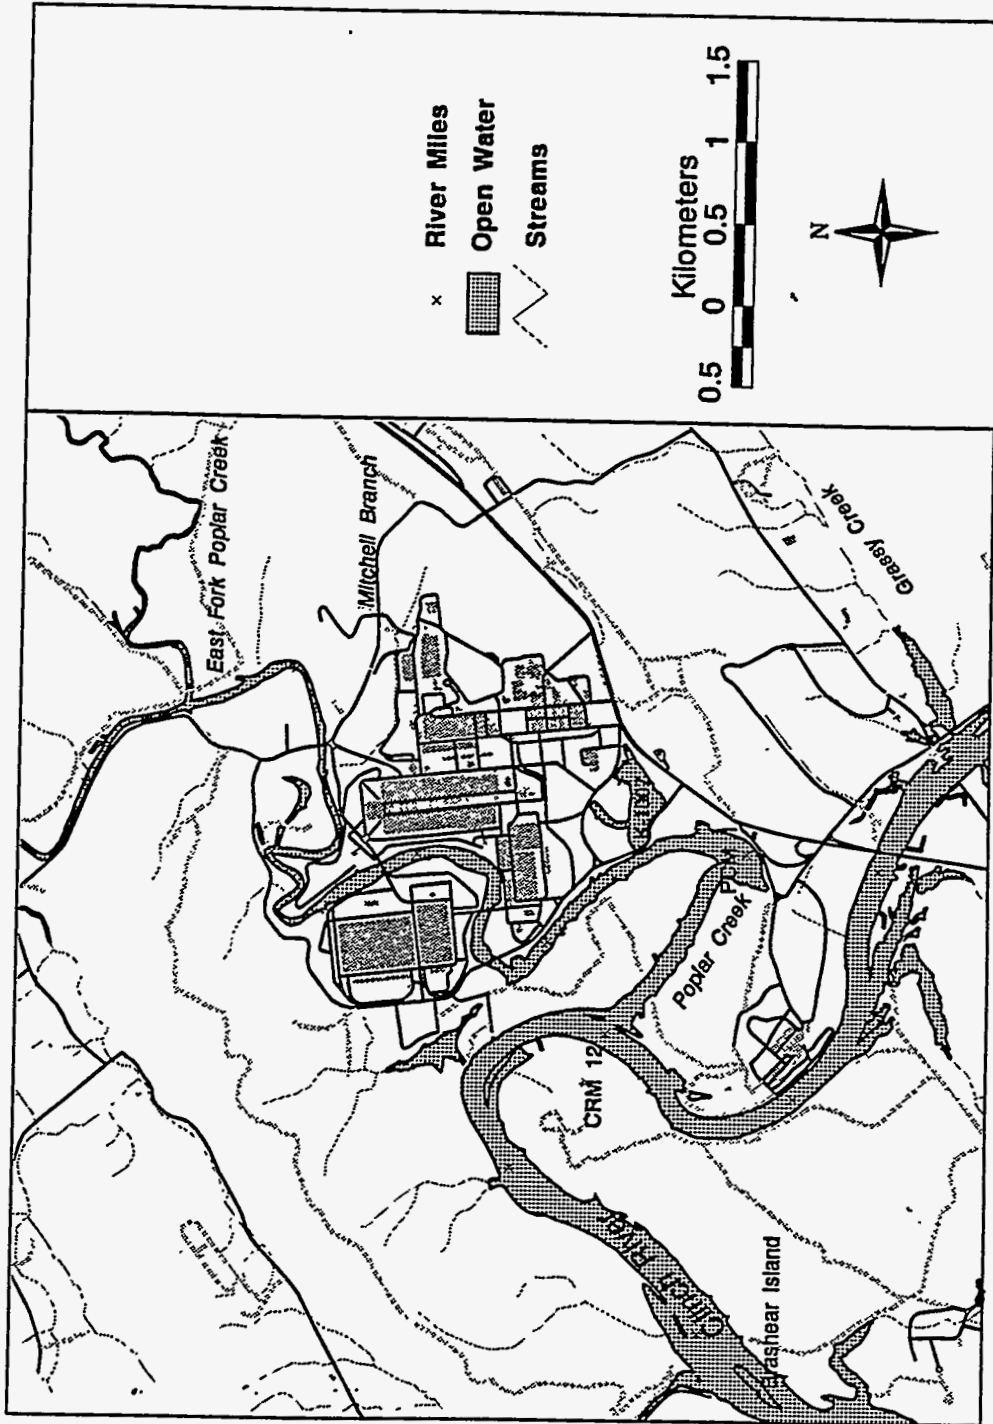 East Fork Poplar Creek
Mitchell Branch
Grassy Creek
Poplar Creek
CRM 12
Clinch River
Brashear Island
River Miles
Open Water
Streams
Kilometers
0.5 0 0.5 1 1.5
N